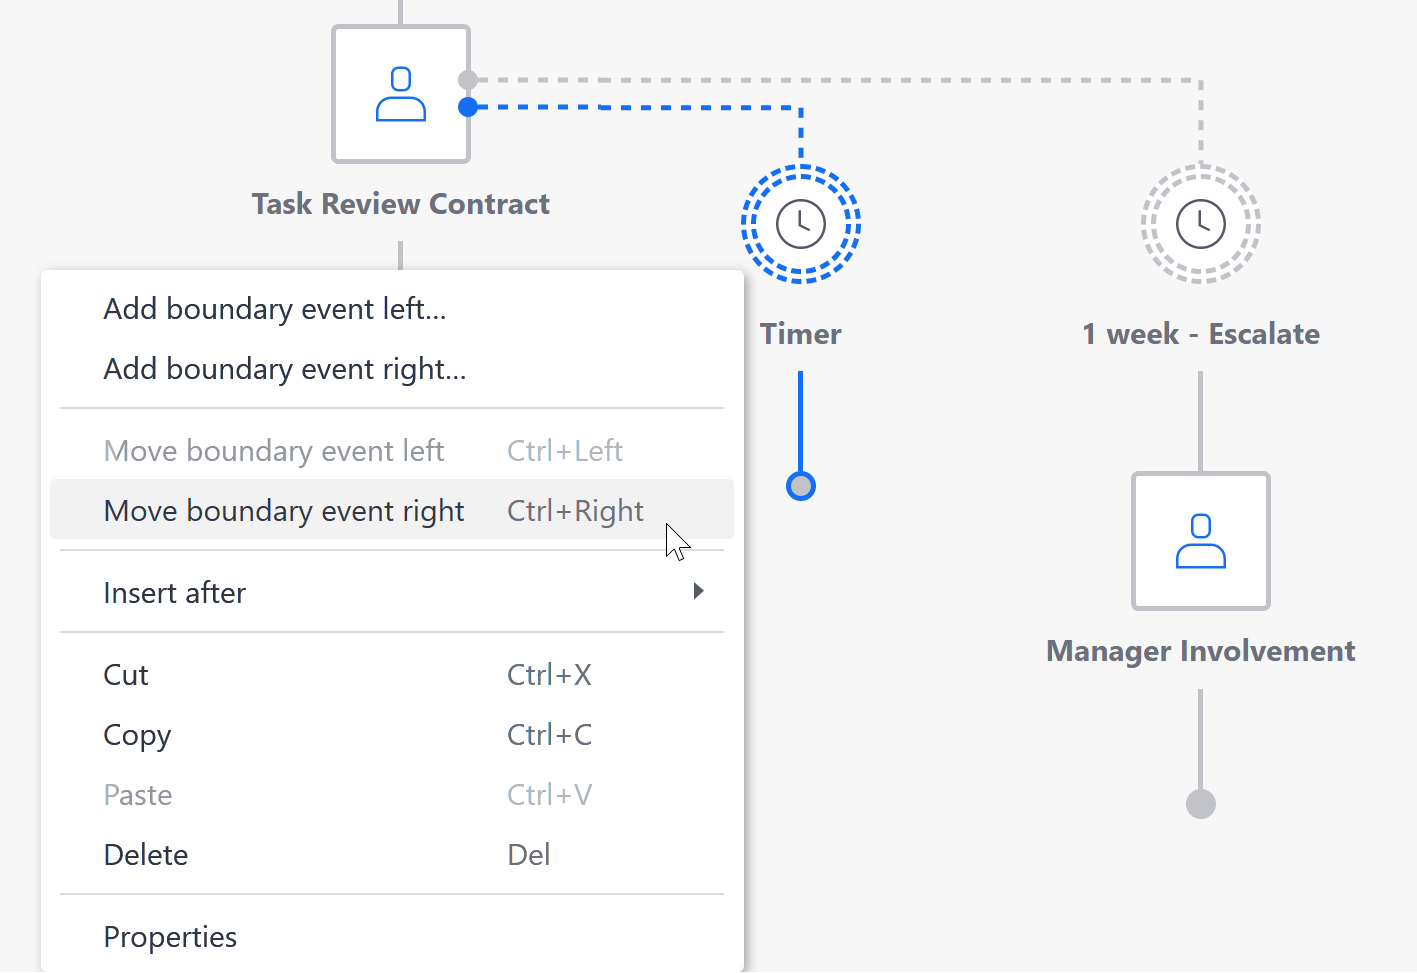 Task Review Contract
Timer
1 week - Escalate
Manager Involvement
Add boundary event left...
Add boundary event right...
Move boundary event left Ctrl+Left
Move boundary event right Ctrl+Right
Insert after
Cut Ctrl+X
Copy Ctrl+C
Paste Ctrl+V
Delete Del
Properties